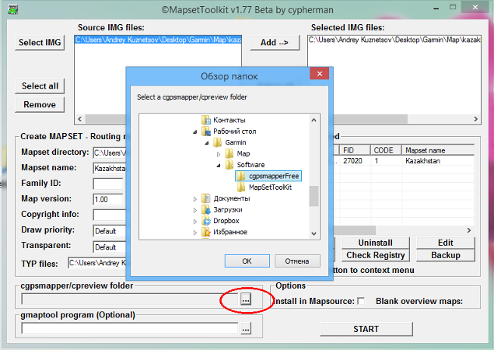 ©MapsetToolkit v1.77 Beta by cypherman
Source IMG files:
Selected IMG files:
Select IMG
C:\Users\Andrey Kuznetsov\Desktop\Garmin\Map\kaza
Add -->
C:\Users\Andrey Kuznetsov\Desktop\Garmin\Map\kazak
Select all
Remove
Обзор папок
Select a cgpsmapper/cpreview folder
Контакты
Рабочий стол
Garmin
Map
Software
cgpsmapperFree
MapSetToolKit
Документы
Загрузки
Dropbox
Избранное
OK
Отмена
Create MAPSET - Routing
Mapset directory:
C:\Users
Mapset name:
Kazakhstan
Family ID:
Map version:
1.00
Copyright info:
Draw priority:
Default
Transparent:
Default
TYP files:
C:\Users\Andrey
FID
CODE
Mapset name
27020
1
Kazakhstan
Uninstall
Edit
Check Registry
Backup
tton to context menu
cgpsmapper/cpreview folder
...
Options
Install in Mapsource:
Blank overview maps:
gmaptool program (Optional)
...
START